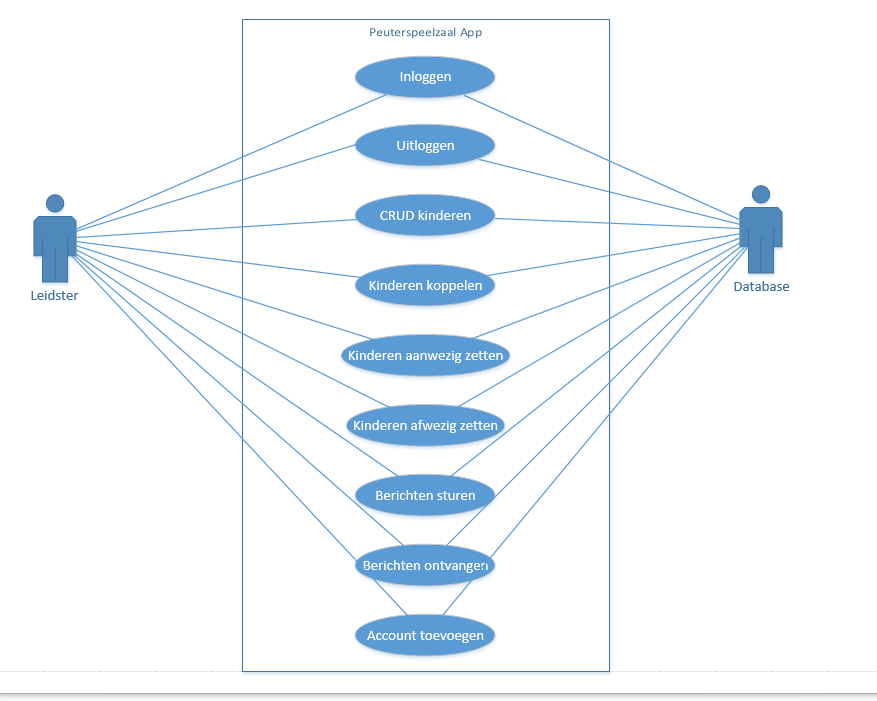 Peuterspeelzaal App
Inloggen
Uitloggen
CRUD kinderen
Kinderen koppelen
Kinderen aanwezig zetten
Kinderen afwezig zetten
Berichten sturen
Berichten ontvangen
Account toevoegen
Leidster
Database